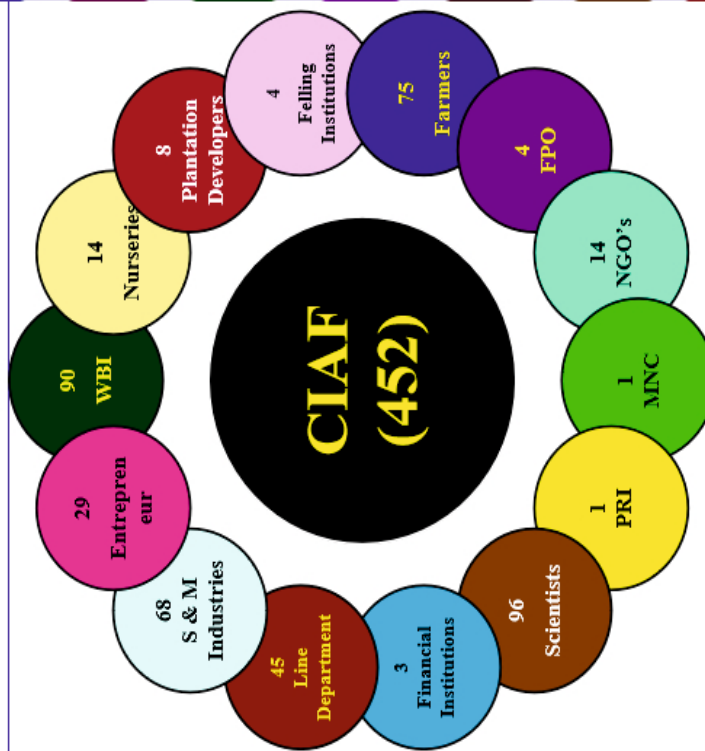 90
WBI
14
Nurseries
8
Plantation
Developers
4
Felling
Institutions
75
Farmers
4
FPO
14
NGO's
1
MNC
1
PRI
96
Scientists
3
Financial
Institutions
45
Line
Department
68
S & M
Industries
29
Entrepren
eur
CIAF
(452)